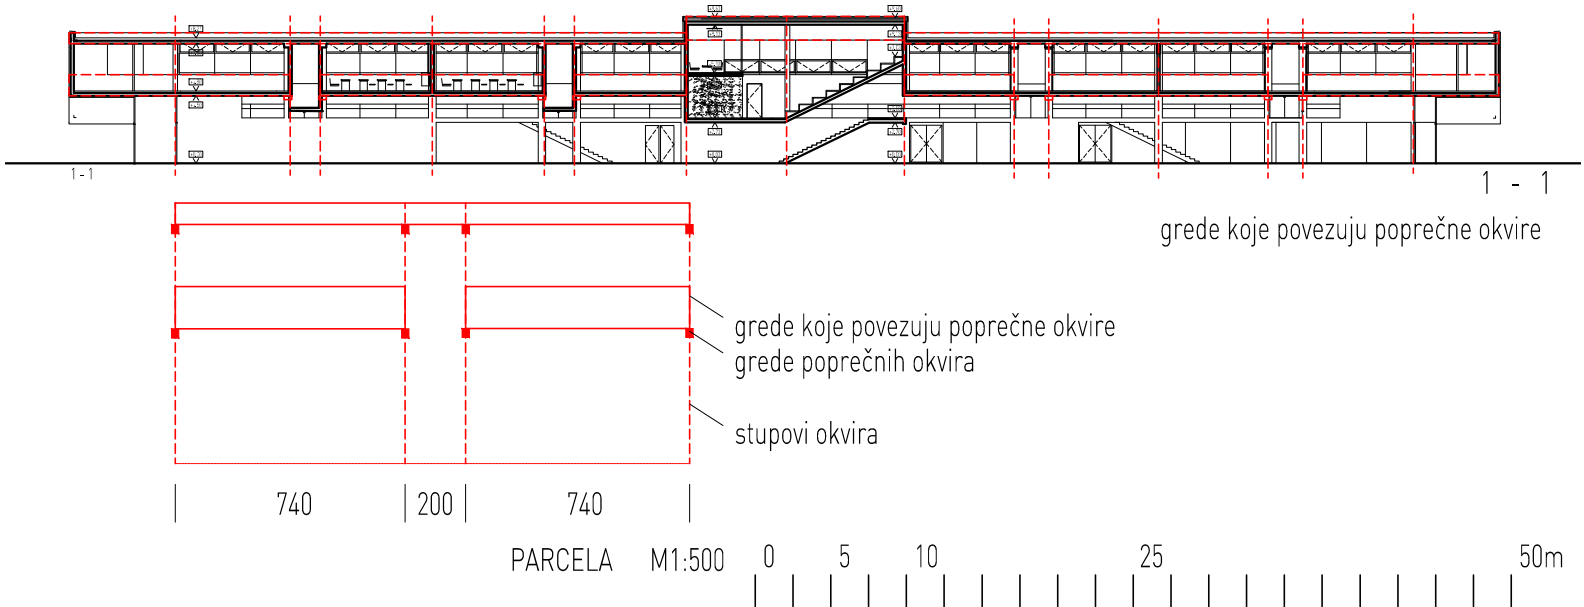 1-1
1 - 1
grede koje povezuju poprečne okvire
grede koje povezuju poprečne okvire
grede poprečnih okvira
stupovi okvira
740 200 740
PARCELA M1:500 0 5 10 25 50m